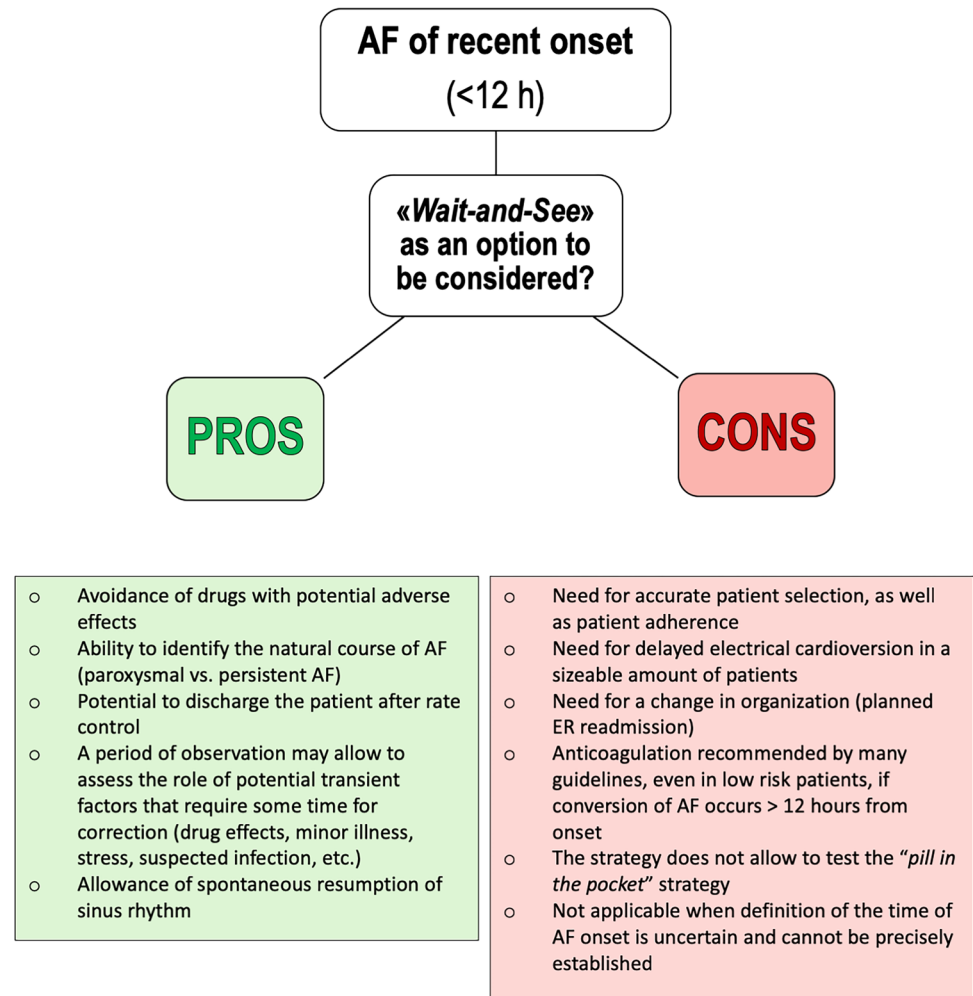 AF of recent onset
(<12 h)
«Wait-and-See»
as an option to
be considered?
PROS
CONS
○ Avoidance of drugs with potential adverse
effects
○ Ability to identify the natural course of AF
(paroxysmal vs. persistent AF)
○ Potential to discharge the patient after rate
control
○ A period of observation may allow to
assess the role of potential transient
factors that require some time for
correction (drug effects, minor illness,
stress, suspected infection, etc.)
○ Allowance of spontaneous resumption of
sinus rhythm
○ Need for accurate patient selection, as well
as patient adherence
○ Need for delayed electrical cardioversion in a
sizeable amount of patients
○ Need for a change in organization (planned
ER readmission)
○ Anticoagulation recommended by many
guidelines, even in low risk patients, if
conversion of AF occurs > 12 hours from
onset
○ The strategy does not allow to test the “pill in
the pocket” strategy
○ Not applicable when definition of the time of
AF onset is uncertain and cannot be precisely
established